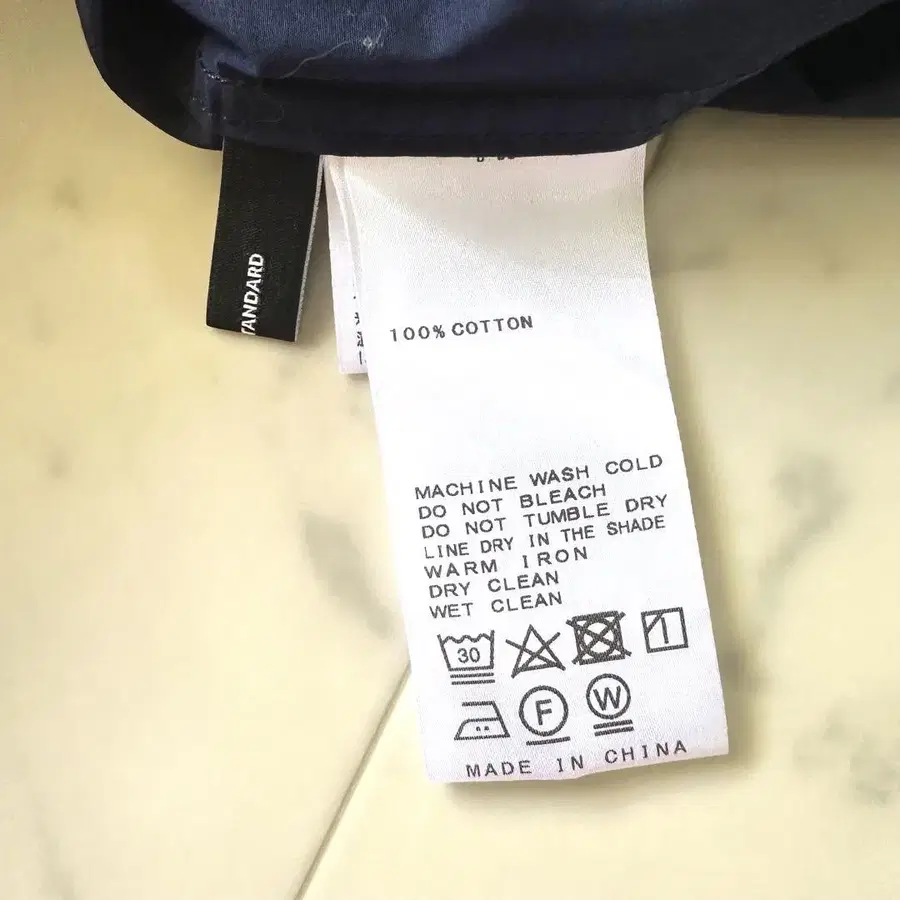 TANDARD
100% COTTON
MACHINE WASH COLD
DO NOT BLEACH
DO NOT TUMBLE DRY
LINE DRY IN THE SHADE
WARM IRON
DRY CLEAN
WET CLEAN
30
F
W
MADE IN CHINA